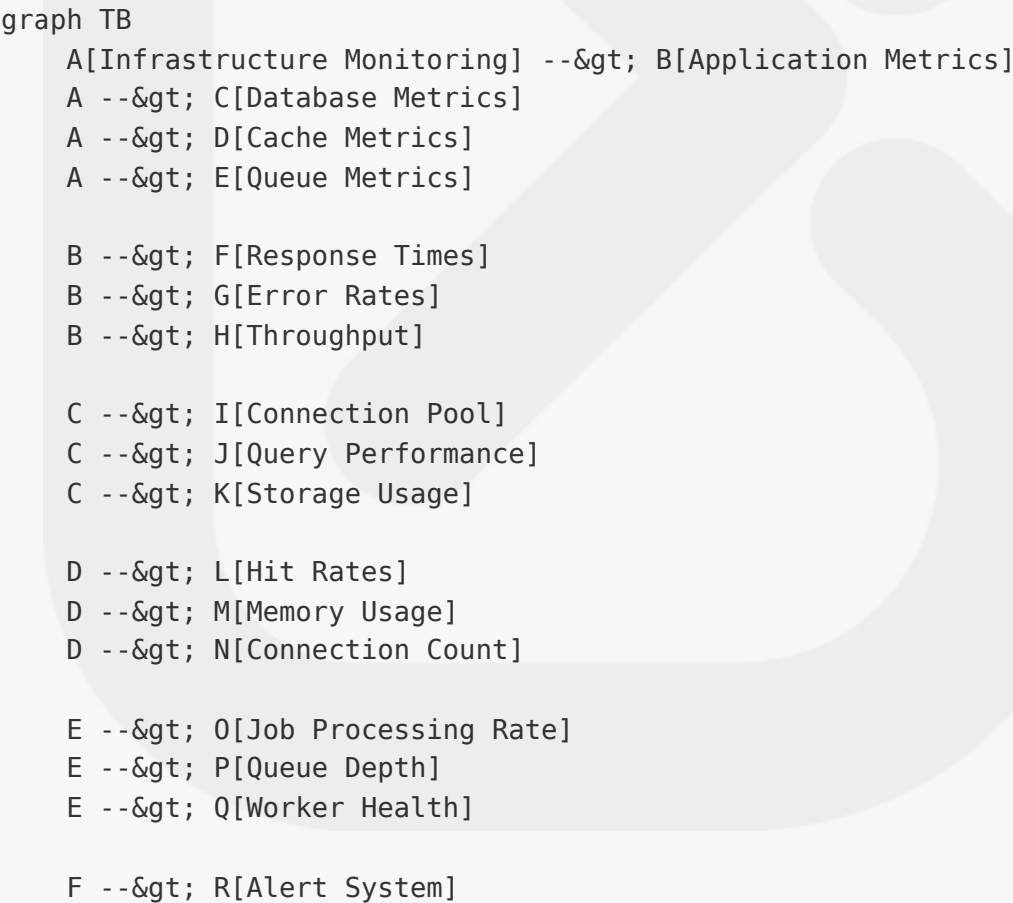 graph TB
    A[Infrastructure Monitoring] --&gt; B[Application Metrics]
    A --&gt; C[Database Metrics]
    A --&gt; D[Cache Metrics]
    A --&gt; E[Queue Metrics]

    B --&gt; F[Response Times]
    B --&gt; G[Error Rates]
    B --&gt; H[Throughput]

    C --&gt; I[Connection Pool]
    C --&gt; J[Query Performance]
    C --&gt; K[Storage Usage]

    D --&gt; L[Hit Rates]
    D --&gt; M[Memory Usage]
    D --&gt; N[Connection Count]

    E --&gt; O[Job Processing Rate]
    E --&gt; P[Queue Depth]
    E --&gt; Q[Worker Health]

    F --&gt; R[Alert System]